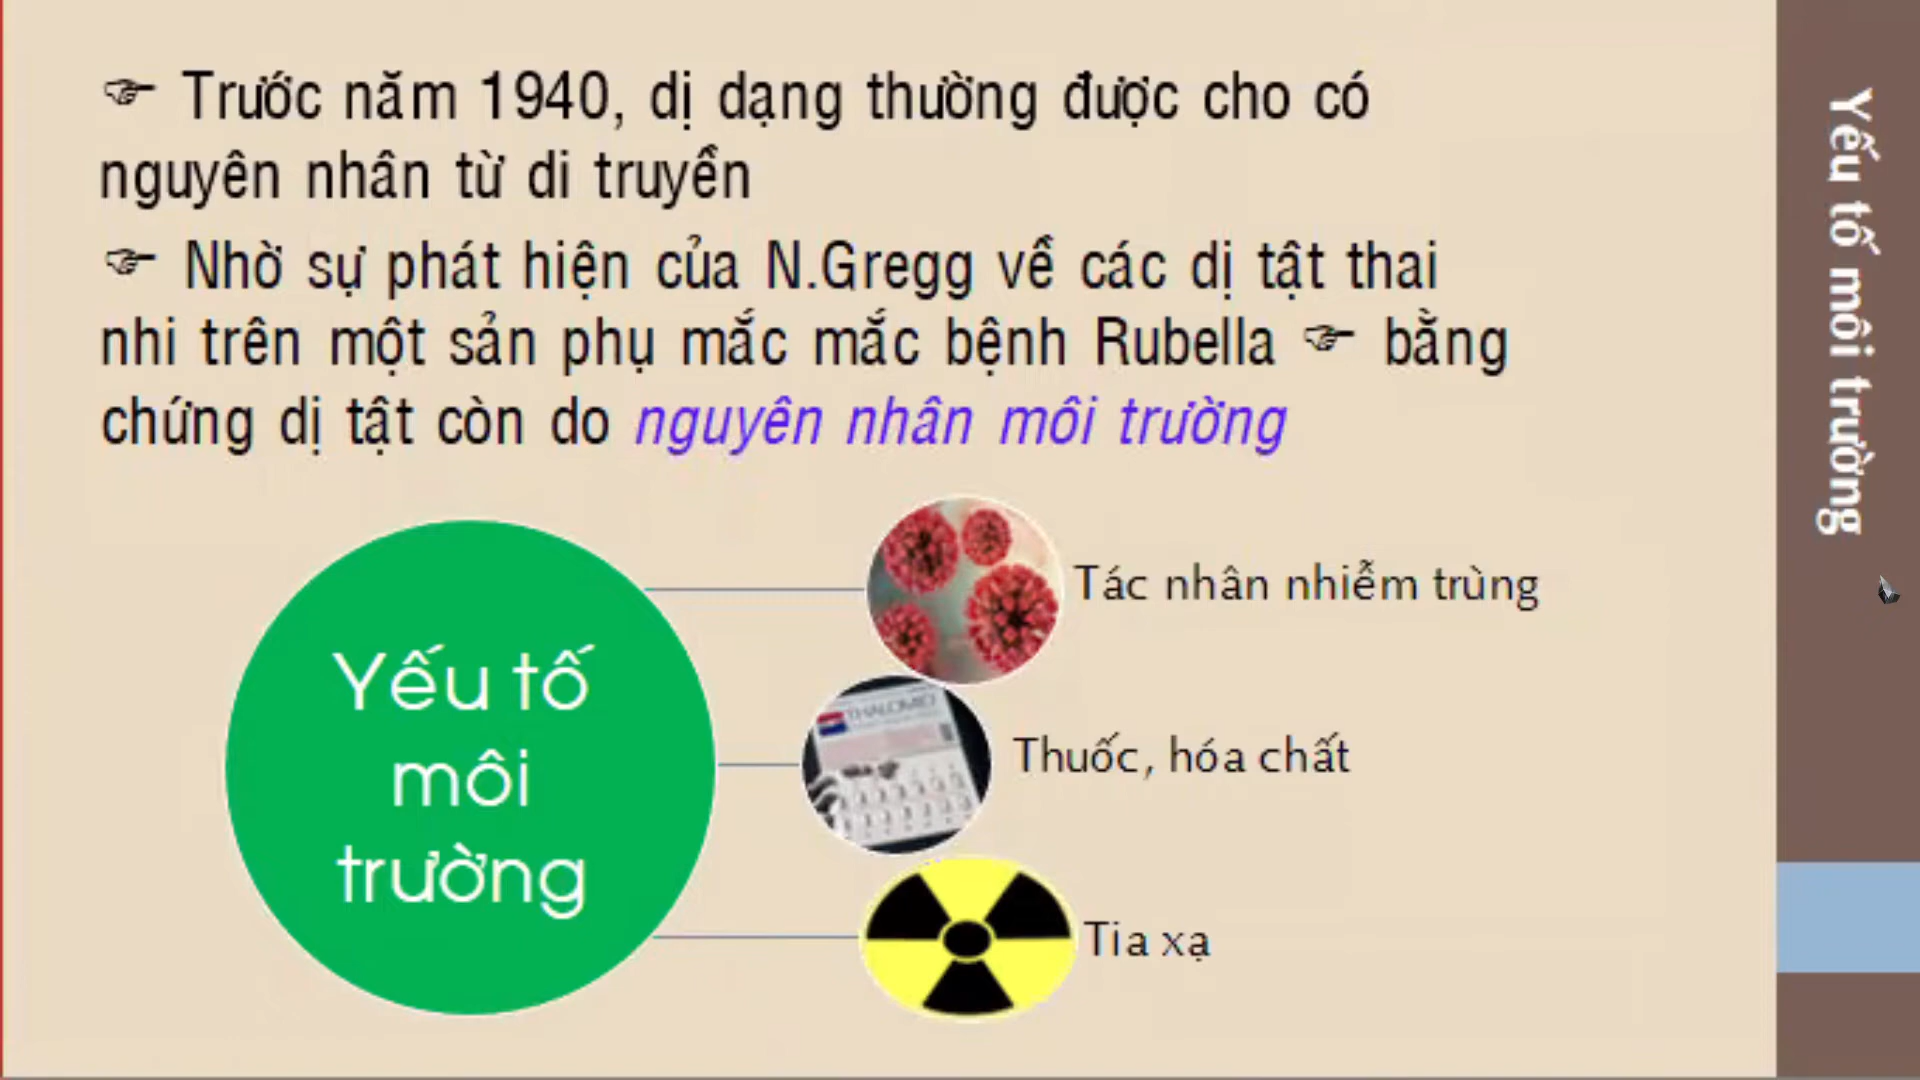 ☞ Trước năm 1940, dị dạng thường được cho có
nguyên nhân từ di truyền
☞ Nhờ sự phát hiện của N.Gregg về các dị tật thai
nhi trên một sản phụ mắc mắc bệnh Rubella ☞ bằng
chứng dị tật còn do nguyên nhân môi trường
Yếu tố
môi
trường
Tác nhân nhiễm trùng
THALOMID
Thuốc, hóa chất
Tia xạ
Yếu tố môi trường